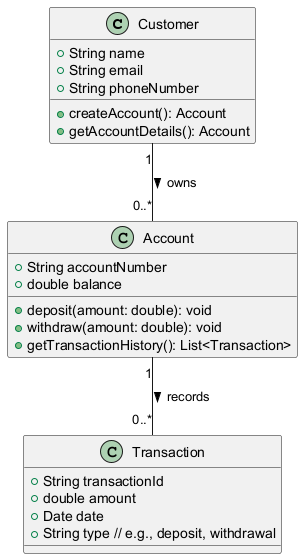 C Customer
String name
String email
String phoneNumber
createAccount(): Account
getAccountDetails(): Account
1
owns
0..*
C Account
String accountNumber
double balance
deposit(amount: double): void
withdraw(amount: double): void
getTransactionHistory(): List<Transaction>
1
records
0..*
C Transaction
String transactionId
double amount
Date date
String type // e.g., deposit, withdrawal